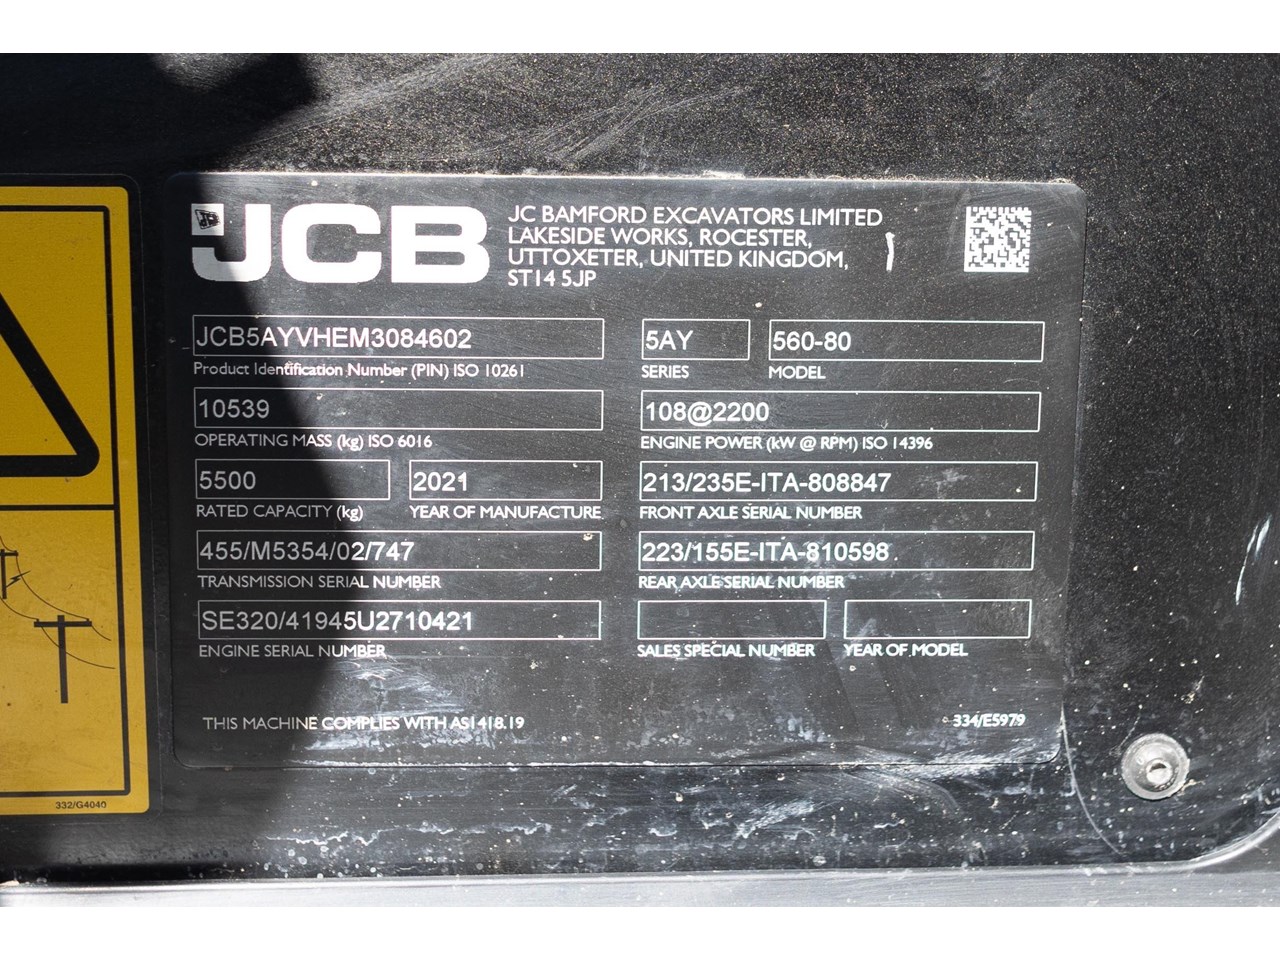 JCB
JC BAMFORD EXCAVATORS LIMITED
LAKESIDE WORKS, ROCESTER,
UTTOXETER, UNITED KINGDOM,
ST14 5JP
JCB5AYVHEM3084602
Product Identification Number (PIN) ISO 10261
5AY
SERIES
560-80
MODEL
10539
OPERATING MASS (kg) ISO 6016
108@2200
ENGINE POWER (kW @ RPM) ISO 14396
5500
RATED CAPACITY (kg)
2021
YEAR OF MANUFACTURE
213/235E-ITA-808847
FRONT AXLE SERIAL NUMBER
455/M5354/02/747
TRANSMISSION SERIAL NUMBER
223/155E-ITA-810598
REAR AXLE SERIAL NUMBER
SE320/41945U2710421
ENGINE SERIAL NUMBER
SALES SPECIAL NUMBER
YEAR OF MODEL
THIS MACHINE COMPLIES WITH AS1418.19
334/E5979
332/G4040